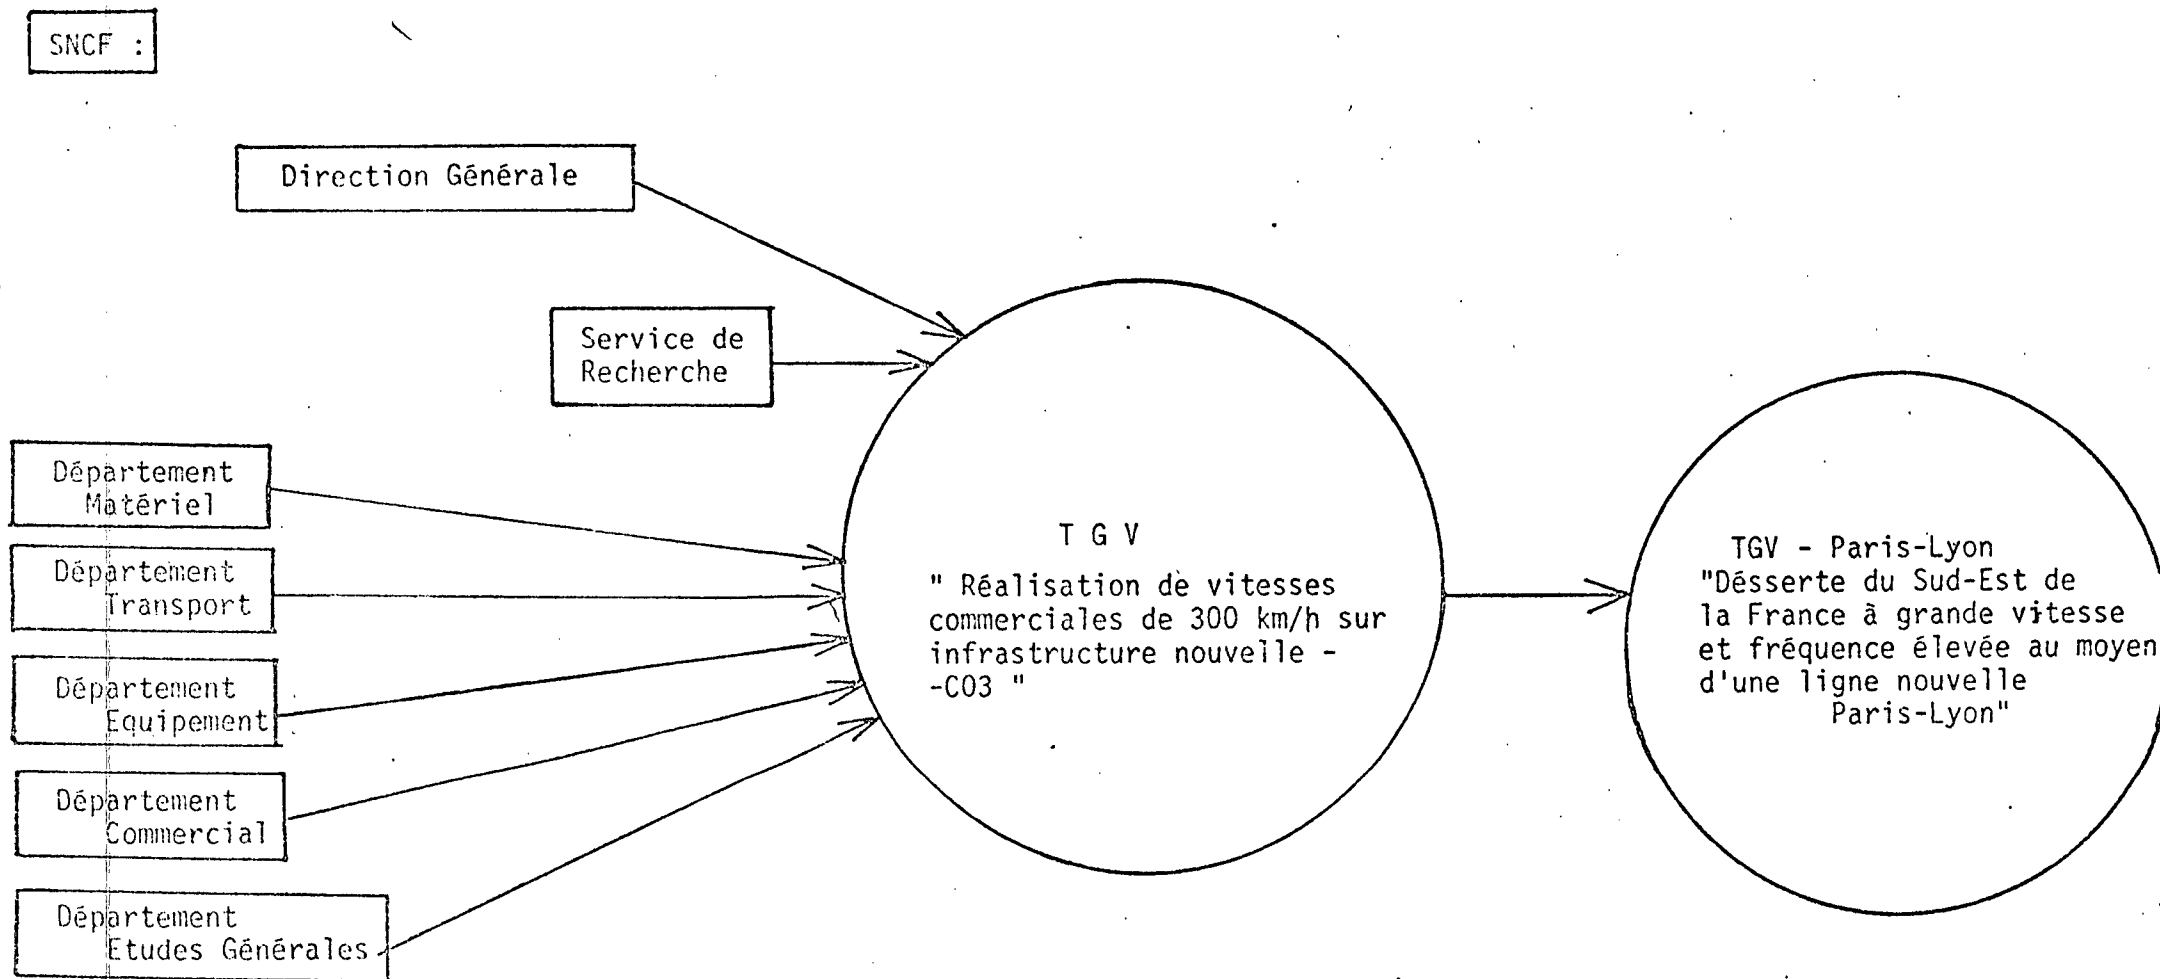 SNCF :
Direction Générale
Service de
Recherche
Département
Matériel
Département
Transport
Département
Equipement
Département
Commercial
Département
Etudes Générales
T G V
" Réalisation de vitesses
commerciales de 300 km/h sur
infrastructure nouvelle -
-C03 "
TGV - Paris-Lyon
"Désserte du Sud-Est de
la France à grande vitesse
et fréquence élevée au moyen
d'une ligne nouvelle
Paris-Lyon"